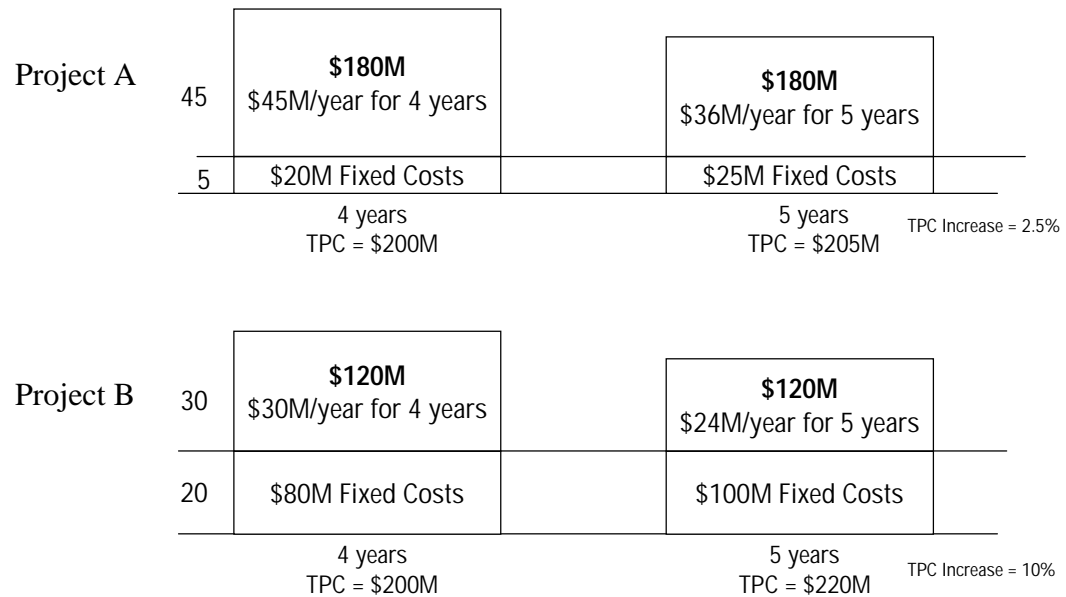 Project A
45
$180M
$45M/year for 4 years
$180M
$36M/year for 5 years
5
$20M Fixed Costs
$25M Fixed Costs
4 years
TPC = $200M
5 years
TPC = $205M
TPC Increase = 2.5%
Project B
30
$120M
$30M/year for 4 years
$120M
$24M/year for 5 years
20
$80M Fixed Costs
$100M Fixed Costs
4 years
TPC = $200M
5 years
TPC = $220M
TPC Increase = 10%